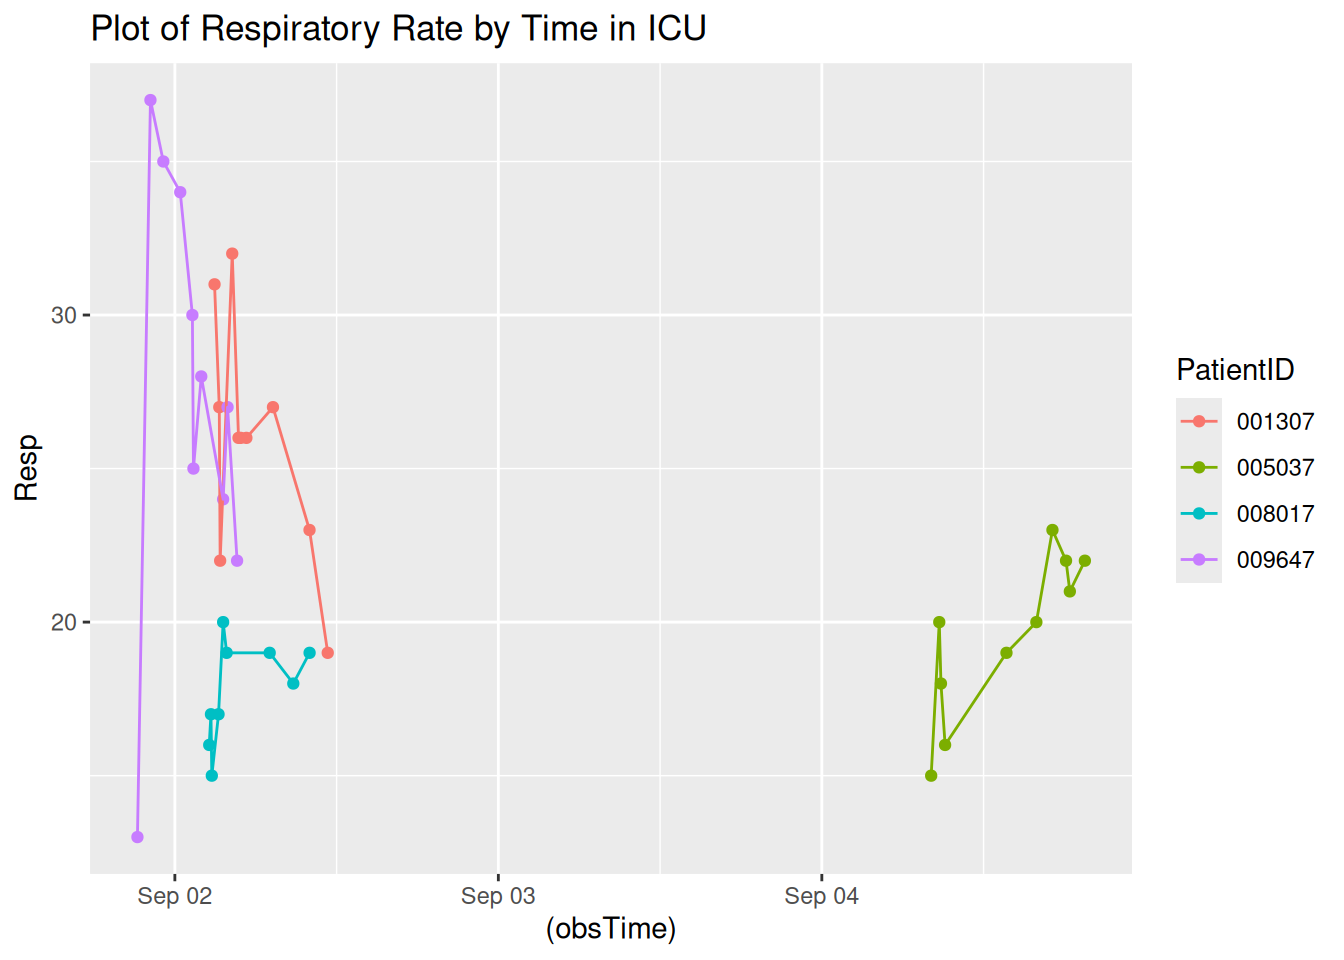 Plot of Respiratory Rate by Time in ICU
Resp
30
20
Sep 02
Sep 03
Sep 04
(obsTime)
PatientID
001307
005037
008017
009647